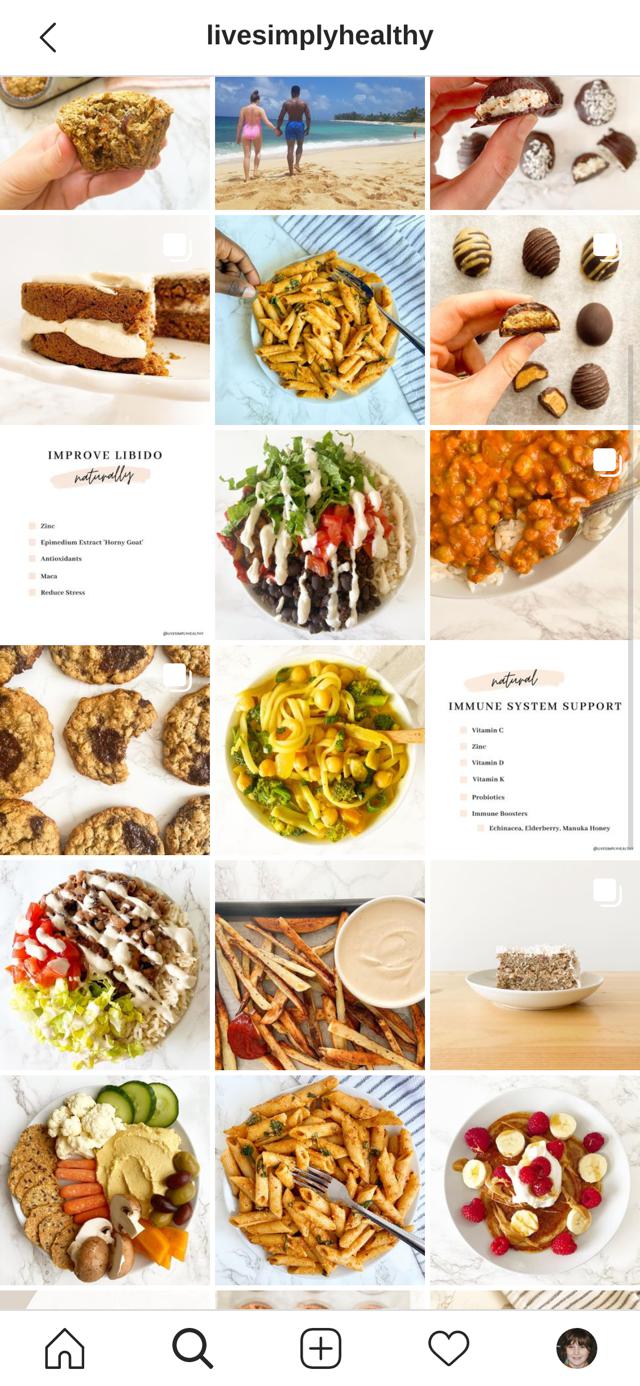 livesimplyhealthy
IMPROVE LIBIDO
naturally
Zinc
Epimedium Extract 'Horny Goat'
Antioxidants
Maca
Reduce Stress
@LIVESIMPLYHEALTHY
natural
IMMUNE SYSTEM SUPPORT
Vitamin C
Zinc
Vitamin D
Vitamin K
Probiotics
Immune Boosters
Echinacea, Elderberry, Manuka Honey
@LIVESIMPLYHEALTHY